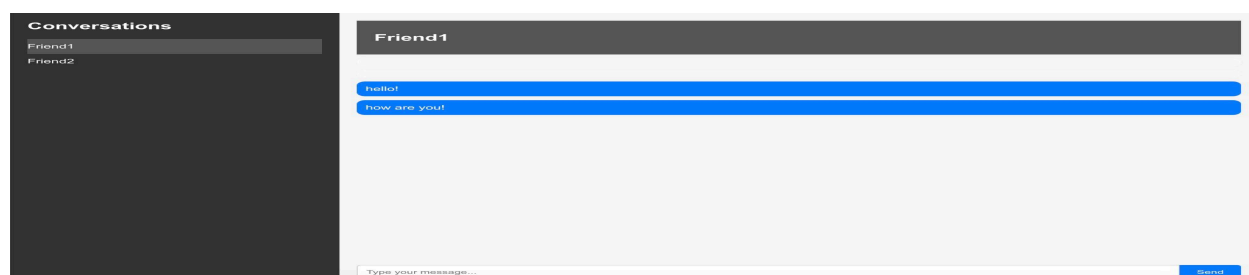 Conversations
Friend1
Friend2
Friend1
hello!
how are you!
Type your message...
Send